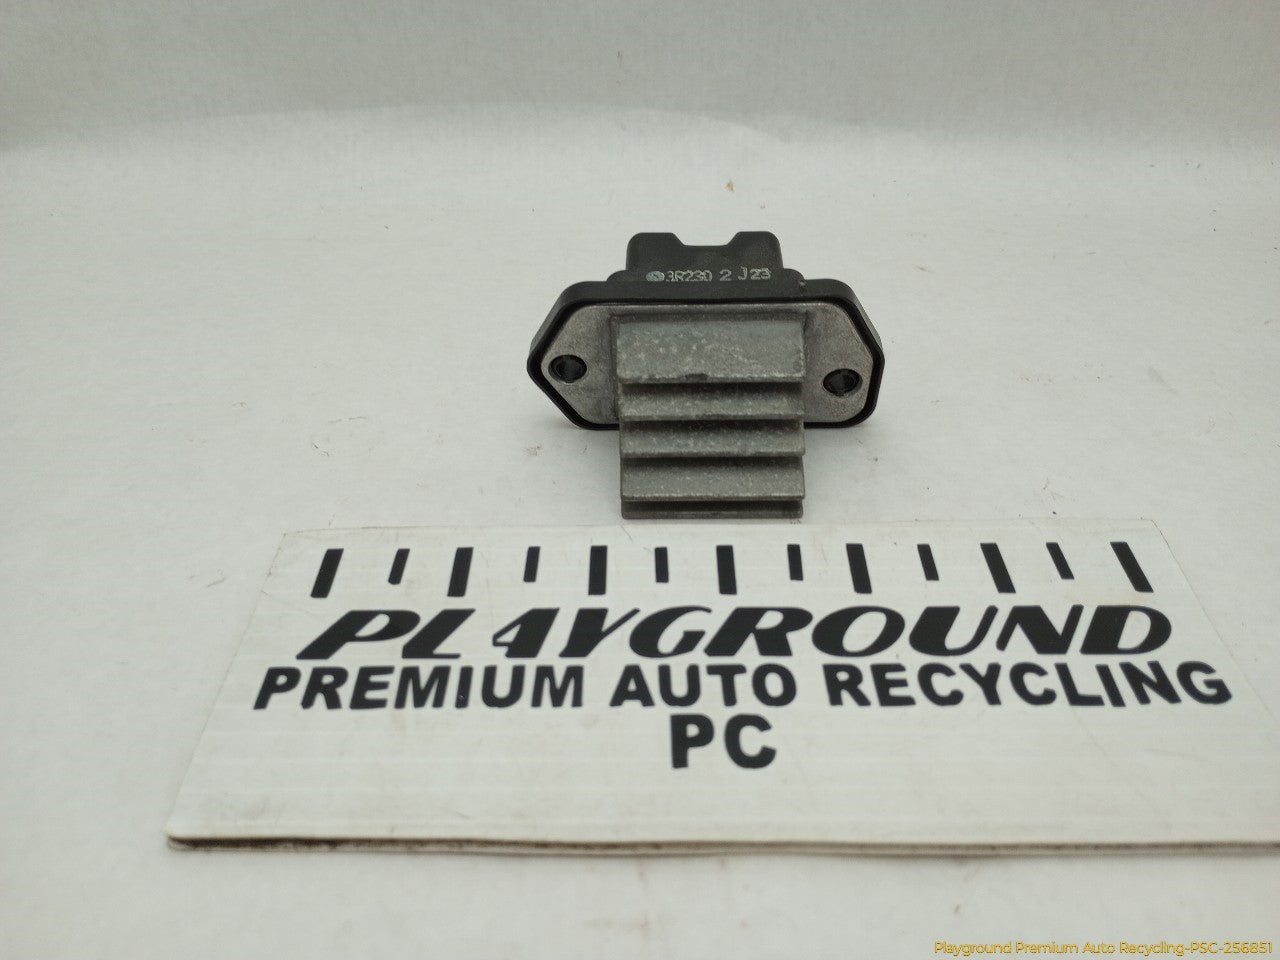 3R230 2 J23
PL4YGROUND
PREMIUM AUTO RECYCLING
PC
Playground Premium Auto Recycling-PSC-256851